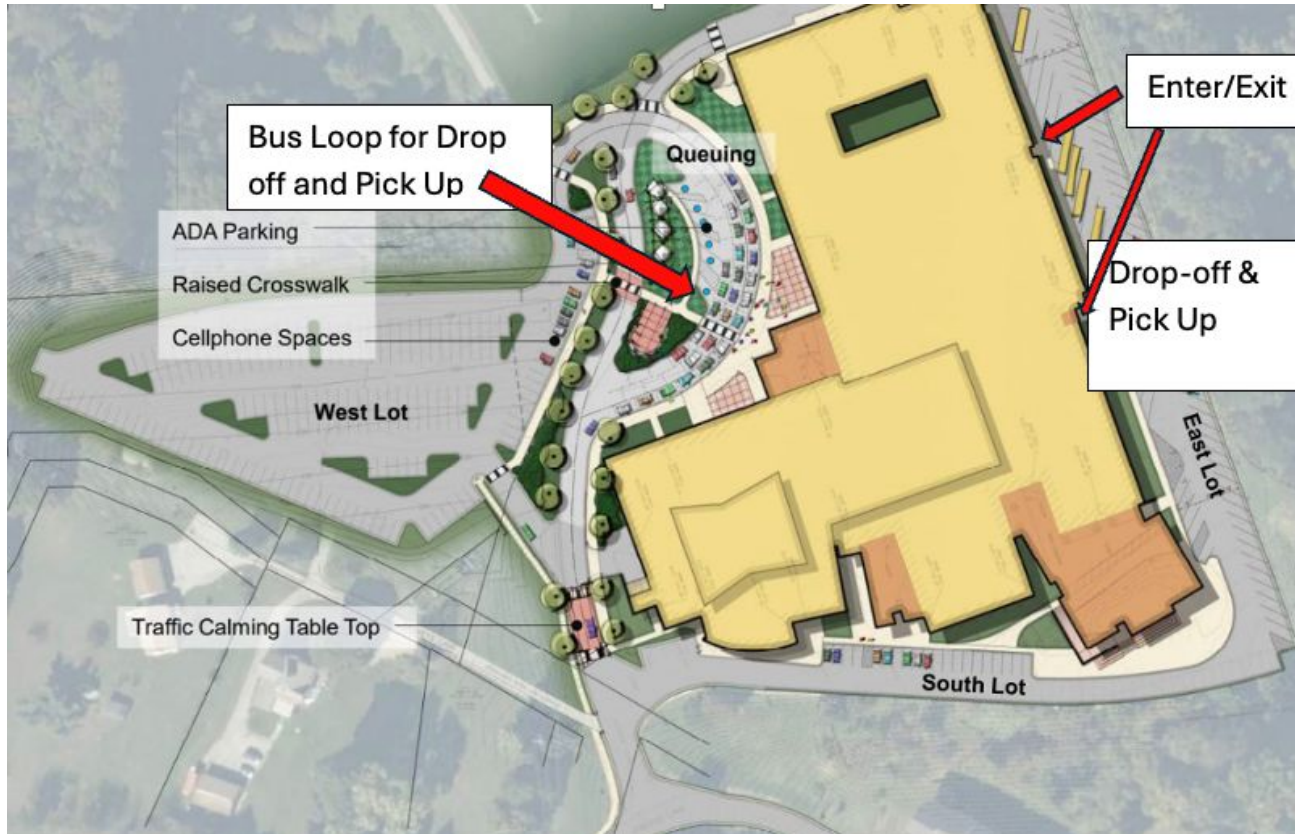 Enter/Exit
Bus Loop for Drop
off and Pick Up
Queuing
ADA Parking
Raised Crosswalk
Cellphone Spaces
Drop-off &
Pick Up
West Lot
East Lot
Traffic Calming Table Top
South Lot